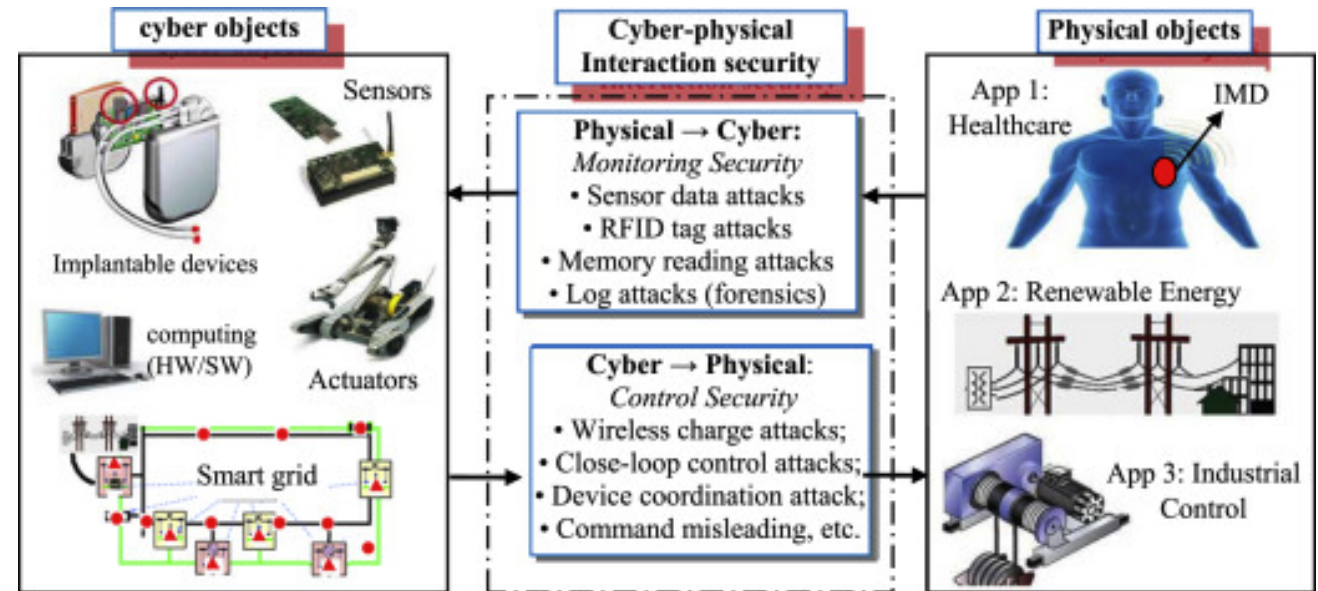 cyber objects
Sensors
Implantable devices
computing
(HW/SW)
Actuators
Smart grid
Cyber-physical
Interaction security
Physical → Cyber:
Monitoring Security
• Sensor data attacks
• RFID tag attacks
• Memory reading attacks
• Log attacks (forensics)
Cyber → Physical:
Control Security
• Wireless charge attacks;
• Close-loop control attacks;
• Device coordination attack;
• Command misleading, etc.
Physical objects
App 1:
Healthcare
IMD
App 2: Renewable Energy
App 3: Industrial
Control